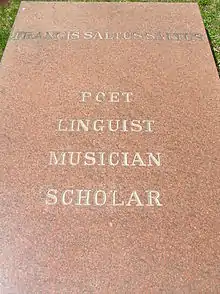 FRANCIS SALTUS SALTUS
POET
LINGUIST
MUSICIAN
SCHOLAR